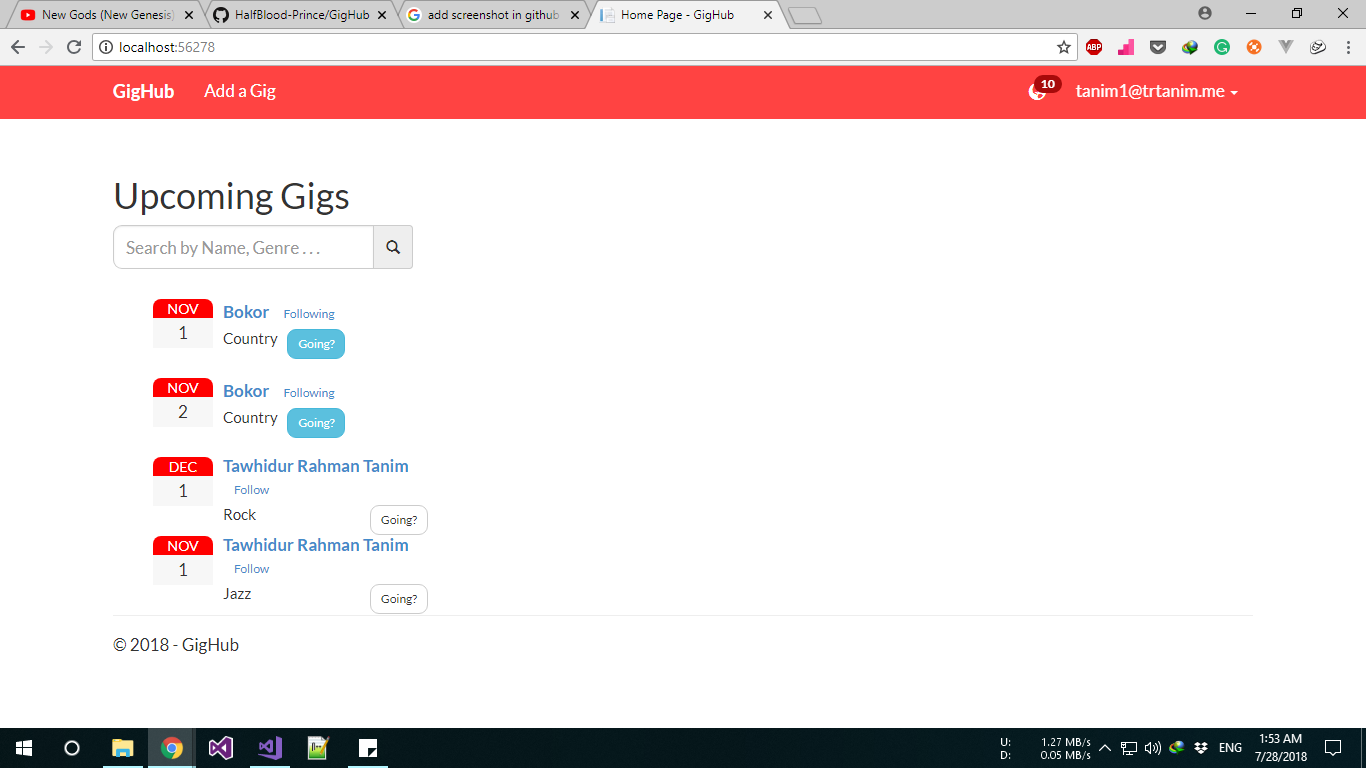 New Gods (New Genesis)
HalfBlood-Prince/GigHub
add screenshot in github
Home Page - GigHub
localhost:56278
ABP
GigHub Add a Gig 10 tanim1@trtanim.me
Upcoming Gigs
Search by Name, Genre . . .
NOV
1
Bokor Following
Country Going?
NOV
2
Bokor Following
Country Going?
DEC
1
Tawhidur Rahman Tanim
Follow
Rock Going?
NOV
1
Tawhidur Rahman Tanim
Follow
Jazz Going?
© 2018 - GigHub
U: 1.27 MB/s
D: 0.05 MB/s
ENG
1:53 AM
7/28/2018